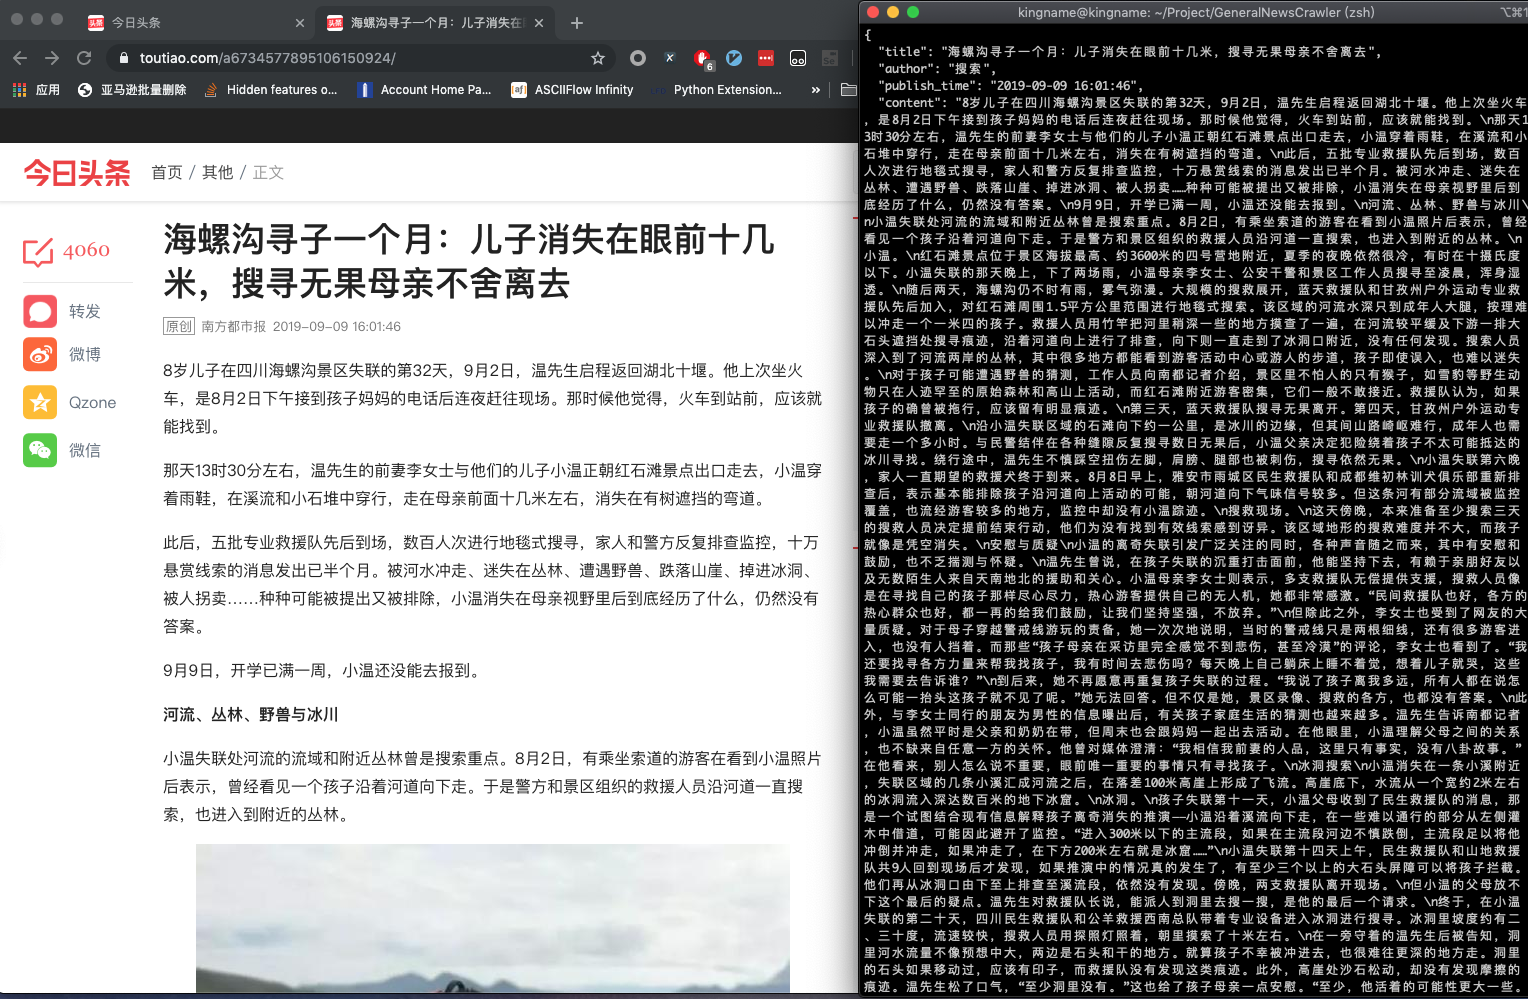 今日头条
海螺沟寻子一个月：儿子消失在
toutiao.com/a6734577895106150924/
6
应用
亚马逊批量删除
Hidden features o...
Account Home Pa...
ASCIIFlow Infinity
Python Extension...
»
今日头条
首页 / 其他 / 正文
4060
转发
微博
Qzone
微信
海螺沟寻子一个月：儿子消失在眼前十几
米，搜寻无果母亲不舍离去
原创 南方都市报 2019-09-09 16:01:46
8岁儿子在四川海螺沟景区失联的第32天，9月2日，温先生启程返回湖北十堰。他上次坐火
车，是8月2日下午接到孩子妈妈的电话后连夜赶往现场。那时候他觉得，火车到站前，应该就
能找到。
那天13时30分左右，温先生的前妻李女士与他们的儿子小温正朝红石滩景点出口走去，小温穿
着雨鞋，在溪流和小石堆中穿行，走在母亲前面十几米左右，消失在有树遮挡的弯道。
此后，五批专业救援队先后到场，数百人次进行地毯式搜寻，家人和警方反复排查监控，十万
悬赏线索的消息发出已半个月。被河水冲走、迷失在丛林、遭遇野兽、跌落山崖、掉进冰洞、
被人拐卖……种种可能被提出又被排除，小温消失在母亲视野里后到底经历了什么，仍然没有
答案。
9月9日，开学已满一周，小温还没能去报到。
河流、丛林、野兽与冰川
小温失联处河流的流域和附近丛林曾是搜索重点。8月2日，有乘坐索道的游客在看到小温照片
后表示，曾经看见一个孩子沿着河道向下走。于是警方和景区组织的救援人员沿河道一直搜
索，也进入到附近的丛林。
kingname@kingname: ~/Project/GeneralNewsCrawler (zsh)
⌥⌘1
{
"title": "海螺沟寻子一个月：儿子消失在眼前十几米，搜寻无果母亲不舍离去",
"author": "搜索",
"publish_time": "2019-09-09 16:01:46",
"content": "8岁儿子在四川海螺沟景区失联的第32天，9月2日，温先生启程返回湖北十堰。他上次坐火车
，是8月2日下午接到孩子妈妈的电话后连夜赶往现场。那时候他觉得，火车到站前，应该就能找到。\n那天1
3时30分左右，温先生的前妻李女士与他们的儿子小温正朝红石滩景点出口走去，小温穿着雨鞋，在溪流和小
石堆中穿行，走在母亲前面十几米左右，消失在有树遮挡的弯道。\n此后，五批专业救援队先后到场，数百
人次进行地毯式搜寻，家人和警方反复排查监控，十万悬赏线索的消息发出已半个月。被河水冲走、迷失在
丛林、遭遇野兽、跌落山崖、掉进冰洞、被人拐卖……种种可能被提出又被排除，小温消失在母亲视野里后到
底经历了什么，仍然没有答案。\n9月9日，开学已满一周，小温还没能去报到。\n河流、丛林、野兽与冰川\
n小温失联处河流的流域和附近丛林曾是搜索重点。8月2日，有乘坐索道的游客在看到小温照片后表示，曾经
看见一个孩子沿着河道向下走。于是警方和景区组织的救援人员沿河道一直搜索，也进入到附近的丛林。\n
小温。\n红石滩景点位于景区海拔最高、约3600米的四号营地附近，夏季的夜晚依然很冷，有时在十摄氏度
以下。小温失联的那天晚上，下了两场雨，小温母亲李女士、公安干警和景区工作人员搜寻至凌晨，浑身湿
透。\n随后两天，海螺沟不时有雨，雾气弥漫。大规模的搜救展开，蓝天救援队和甘孜州户外运动专业救
援队先后加入，对红石滩周围1.5平方公里范围进行地毯式搜索。该区域的河流水深只到成年人大腿，按理难
以冲走一个一米四的孩子。救援人员用竹竿把河里稍深一些的地方摸查了一遍，在河流较平缓及下游一排大
石头遮挡处搜寻痕迹，沿着河道向上进行了排查，向下则一直走到了冰洞口附近，没有任何发现。搜索人员
深入到了河流两岸的丛林，其中很多地方都能看到游客活动中心或游人的步道，孩子即使误入，也难以迷失
。\n对于孩子可能遭遇野兽的猜测，工作人员向南都记者介绍，景区里不怕人的只有猴子，如雪豹等野生动
物只在人迹罕至的原始森林和高山上活动，而红石滩附近游客密集，它们一般不敢接近。救援队认为，如果
孩子的确曾被拖行，应该留有明显痕迹。\n第三天，蓝天救援队搜寻无果离开。第四天，甘孜州户外运动专
业救援队撤离。\n沿小温失联区域的石滩向下约一公里，是冰川的边缘，但其间山路崎岖难行，成年人也需
要走一个多小时。与民警结伴在各种缝隙反复搜寻数日无果后，小温父亲决定犯险绕着孩子不太可能抵达的
冰川寻找。绕行途中，温先生不慎踩空扭伤左脚，肩膀、腿部也被刺伤，搜寻依然无果。\n小温失联第六晚
，家人一直期望的救援犬终于到来。8月8日早上，雅安市雨城区民生救援队和成都维初林训犬俱乐部重新排
查后，表示基本能排除孩子沿河道向上活动的可能，朝河道向下气味信号较多。但这条河有部分流域被监控
覆盖，也流经游客较多的地方，监控中却没有小温踪迹。\n搜救现场。\n这天傍晚，本来准备至少搜索三天
的搜救人员决定提前结束行动，他们为没有找到有效线索感到讶异。该区域地形的搜救难度并不大，而孩子
就像是凭空消失。\n安慰与质疑\n小温的离奇失联引发广泛关注的同时，各种声音随之而来，其中有安慰和
鼓励，也不乏揣测与怀疑。\n温先生曾说，在孩子失联的沉重打击面前，他能坚持下去，有赖于亲朋好友以
及无数陌生人来自天南地北的援助和关心。小温母亲李女士则表示，多支救援队无偿提供支援，搜救人员像
是在寻找自己的孩子那样尽心尽力，热心游客提供自己的无人机，她都非常感激。“民间救援队也好，各方的
热心群众也好，都一再的给我们鼓励，让我们坚持坚强，不放弃。”\n但除此之外，李女士也受到了网友的大
量质疑。对于母子穿越警戒线游玩的责备，她一次次地说明，当时的警戒线只是两根细线，还有很多游客进
入，也没有人挡着。而那些“孩子母亲在采访里完全感觉不到悲伤，甚至冷漠”的评论，李女士也看到了。“我
还要找寻各方力量来帮我找孩子，我有时间去悲伤吗？每天晚上自己躺床上睡不着觉，想着儿子就哭，这些
我需要去告诉谁？”\n到后来，她不再愿意再重复孩子失联的过程。“我说了孩子离我多远，所有人都在说怎
么可能一抬头这孩子就不见了呢。”她无法回答。但不仅是她，景区录像、搜救的各方，也都没有答案。\n此
外，与李女士同行的朋友为男性的信息曝出后，有关孩子家庭生活的猜测也越来越多。温先生告诉南都记者
，小温虽然平时是父亲和奶奶在带，但周末也会跟妈妈一起出去活动。在他眼里，小温理解父母之间的关系
，也不缺来自任意一方的关怀。他曾对媒体澄清：“我相信我前妻的人品，这里只有事实，没有八卦故事。”
在他看来，别人怎么说不重要，眼前唯一重要的事情只有寻找孩子。\n冰洞搜索\n小温消失在一条小溪附近
，失联区域的几条小溪汇成河流之后，在落差100米高崖上形成了飞流。高崖底下，水流从一个宽约2米左右
的冰洞流入深达数百米的地下冰窟。\n冰洞。\n孩子失联第十一天，小温父母收到了民生救援队的消息，那
是一个试图结合现有信息解释孩子离奇消失的推演——小温沿着溪流向下走，在一些难以通行的部分从左侧灌
木中借道，可能因此避开了监控。“进入300米以下的主流段，如果在主流段河边不慎跌倒，主流段足以将他
冲倒并冲走，如果冲走了，在下方200米左右就是冰窟……”\n小温失联第十四天上午，民生救援队和山地救援
队共9人回到现场后才发现，如果推演中的情况真的发生了，有至少三个以上的大石头屏障可以将孩子拦截。
他们再从冰洞口由下至上排查至溪流段，依然没有发现。傍晚，两支救援队离开现场。\n但小温的父母放不
下这个最后的疑点。温先生对救援队长说，能派人到洞里去搜一搜，是他的最后一个请求。\n终于，在小温
失联的第二十天，四川民生救援队和公羊救援西南总队带着专业设备进入冰洞进行搜寻。冰洞里坡度约有二
、三十度，流速较快，搜救人员用探照灯照着，朝里摸索了十米左右。\n在一旁守着的温先生后被告知，洞
里河水流量不像预想中大，两边是石头和干的地方。就算孩子不幸被冲进去，也很难往更深的地方走。洞里
的石头如果移动过，应该有印子，而救援队没有发现这类痕迹。此外，高崖处沙石松动，却没有发现摩擦的
痕迹。温先生松了口气，“至少洞里没有。”这也给了孩子母亲一点安慰。“至少，他活着的可能性更大一些。